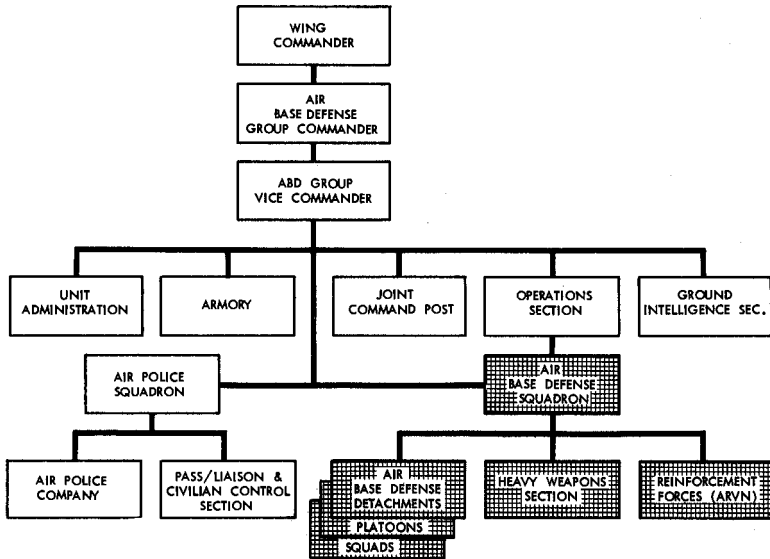 WING
COMMANDER
AIR
BASE DEFENSE
GROUP COMMANDER
ABD GROUP
VICE COMMANDER
UNIT
ADMINISTRATION
ARMORY
JOINT
COMMAND POST
OPERATIONS
SECTION
GROUND
INTELLIGENCE SEC.
AIR POLICE
SQUADRON
AIR
BASE DEFENSE
SQUADRON
AIR POLICE
COMPANY
PASS/LIAISON &
CIVILIAN CONTROL
SECTION
AIR
BASE DEFENSE
DETACHMENTS
PLATOONS
SQUADS
HEAVY WEAPONS
SECTION
REINFORCEMENT
FORCES (ARVN)